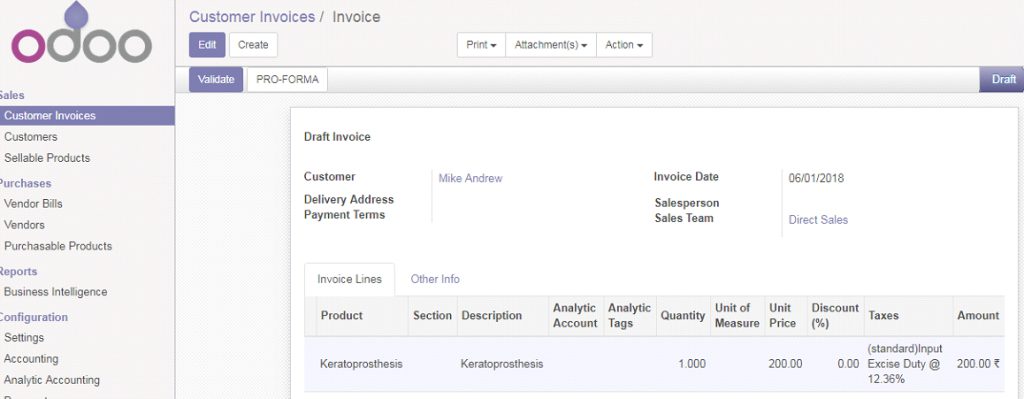 odoo
Customer Invoices / Invoice
Edit Create Print Attachment(s) Action
Validate PRO-FORMA Draft
Sales
Customer Invoices
Customers
Sellable Products
Purchases
Vendor Bills
Vendors
Purchasable Products
Reports
Business Intelligence
Configuration
Settings
Accounting
Analytic Accounting
Draft Invoice
Customer Mike Andrew Invoice Date 06/01/2018
Delivery Address Salesperson
Payment Terms Sales Team Direct Sales
Invoice Lines Other Info
Product Section Description Analytic Account Analytic Tags Quantity Unit of Measure Unit Price Discount (%) Taxes Amount
Keratoprosthesis Keratoprosthesis 1.000 200.00 0.00 (standard)Input Excise Duty @ 12.36% 200.00 ₹